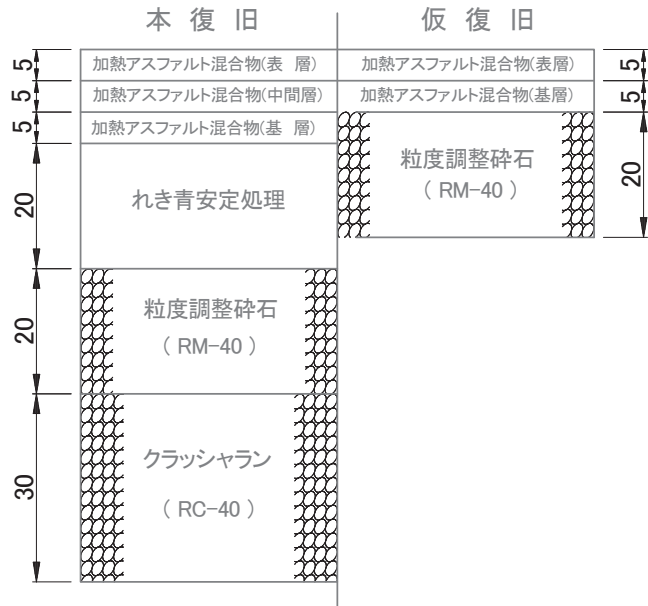 本復旧 仮復旧
5 加熱アスファルト混合物(表 層) 加熱アスファルト混合物(表層) 5
5 加熱アスファルト混合物(中間層) 加熱アスファルト混合物(基層) 5
5 加熱アスファルト混合物(基 層)
粒度調整砕石 20
( RM-40 )
20 れき青安定処理
20 粒度調整砕石
( RM-40 )
30 クラッシャラン
( RC-40 )